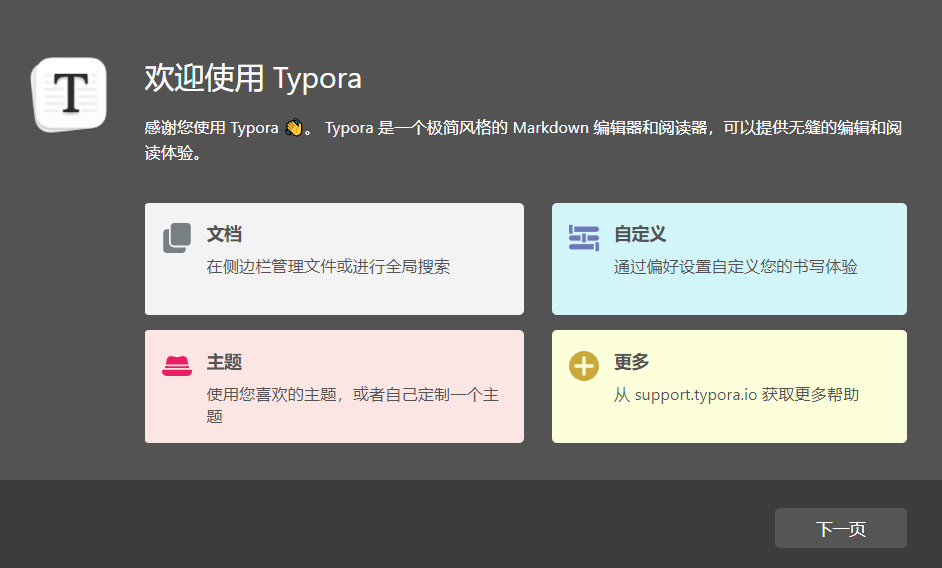 T
欢迎使用 Typora
感谢您使用 Typora 👏。 Typora 是一个极简风格的 Markdown 编辑器和阅读器，可以提供无缝的编辑和阅
读体验。
文档
在侧边栏管理文件或进行全局搜索
自定义
通过偏好设置自定义您的书写体验
主题
使用您喜欢的主题，或者自己定制一个主
题
更多
从 support.typora.io 获取更多帮助
下一页